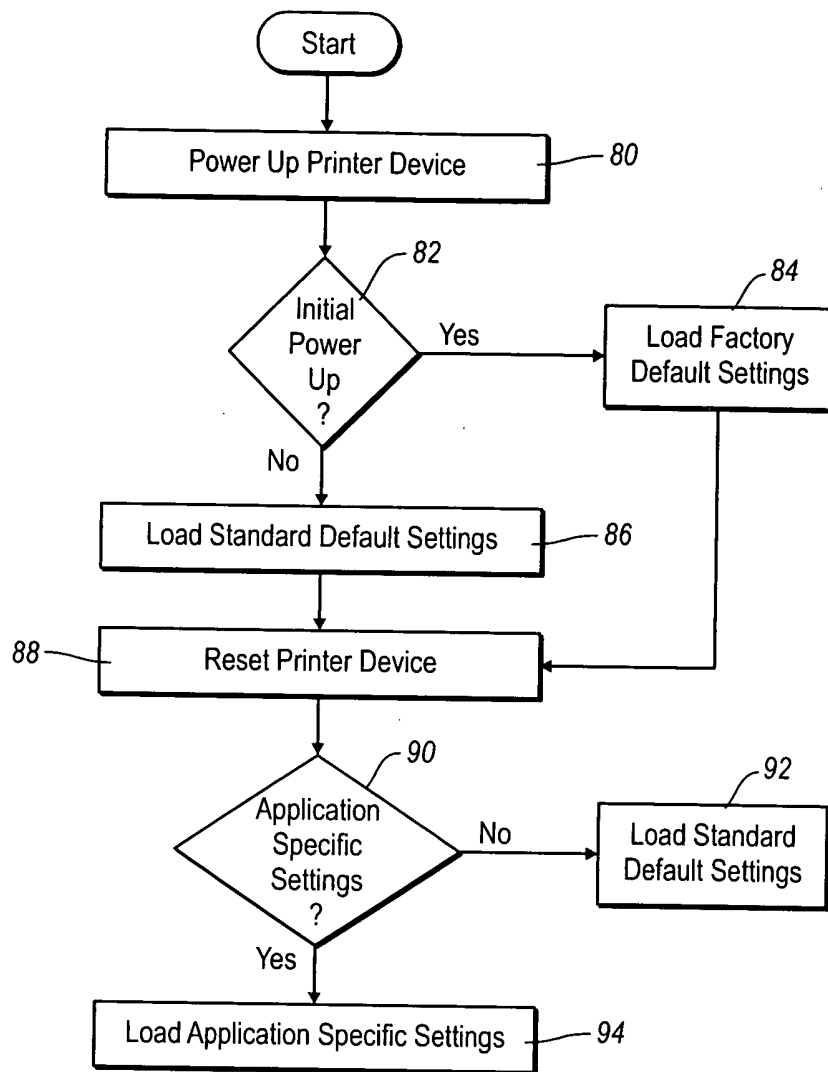 Start
Power Up Printer Device
80
82
Initial
Power
Up
?
Yes
84
Load Factory
Default Settings
No
Load Standard Default Settings
86
88
Reset Printer Device
90
Application
Specific
Settings
?
No
92
Load Standard
Default Settings
Yes
Load Application Specific Settings
94